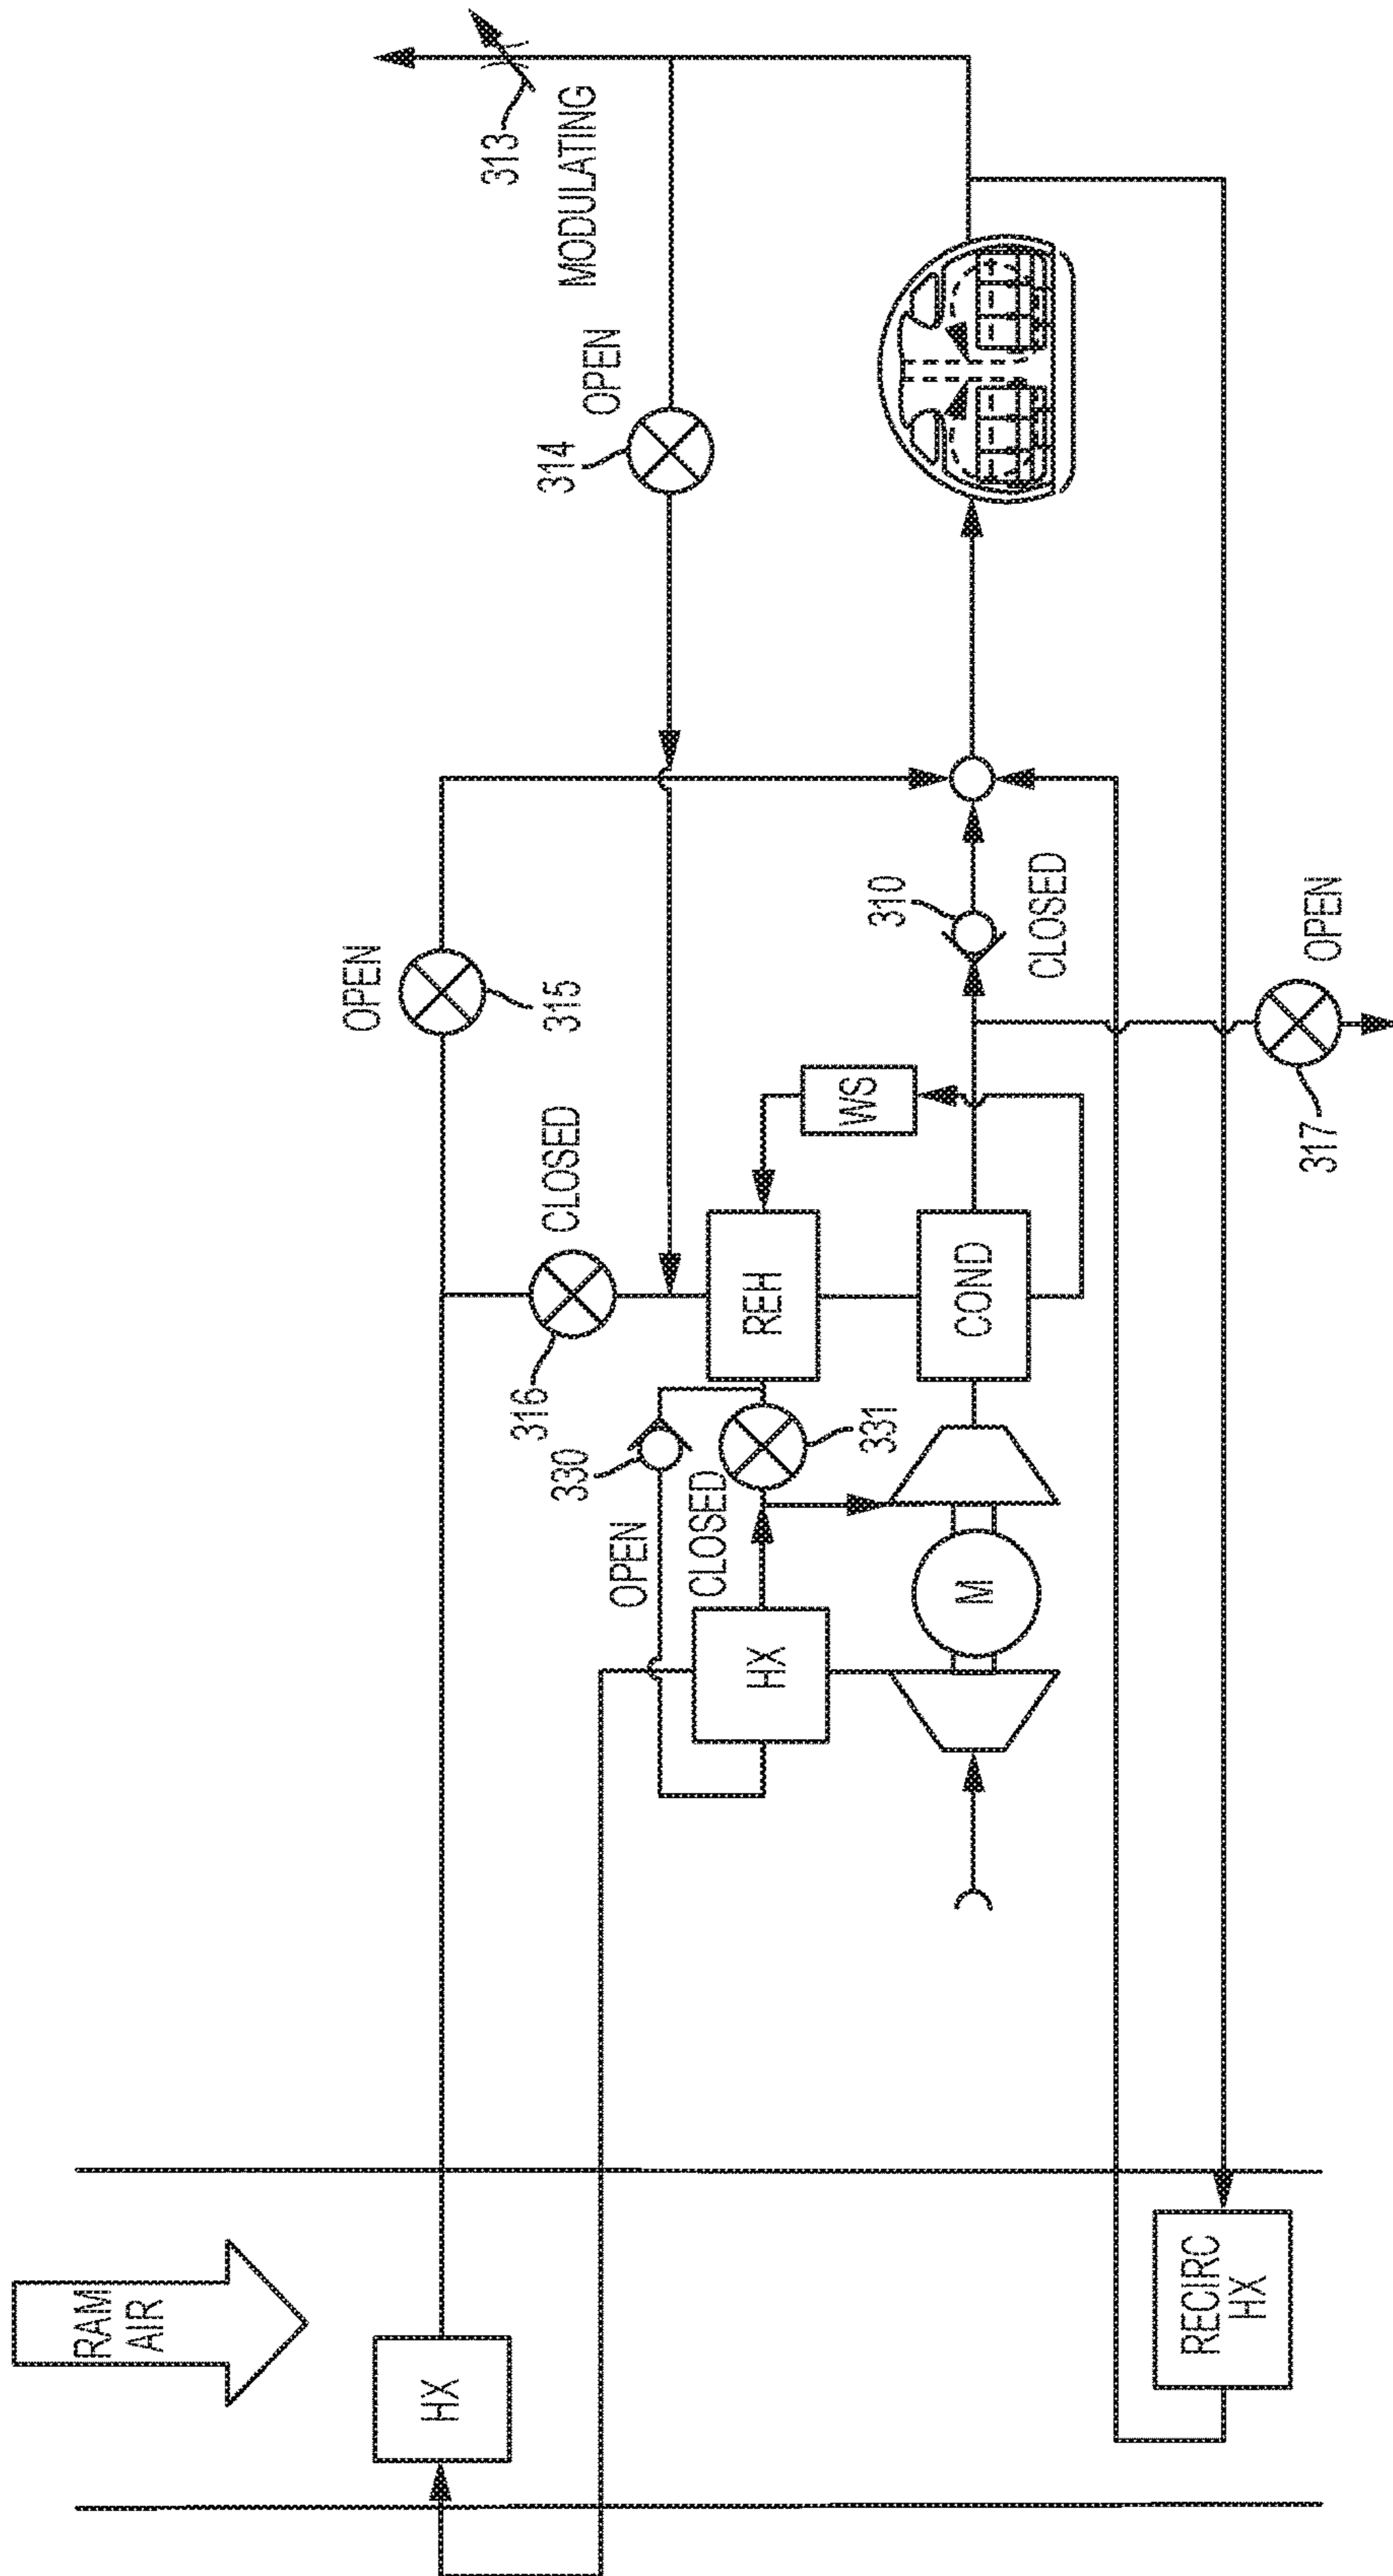 RAM
AIR
HX
RECIRC
HX
HX
M
OPEN
330
CLOSED
331
316
CLOSED
REH
COND
WS
OPEN
315
310
CLOSED
317
OPEN
314
OPEN
313
MODULATING